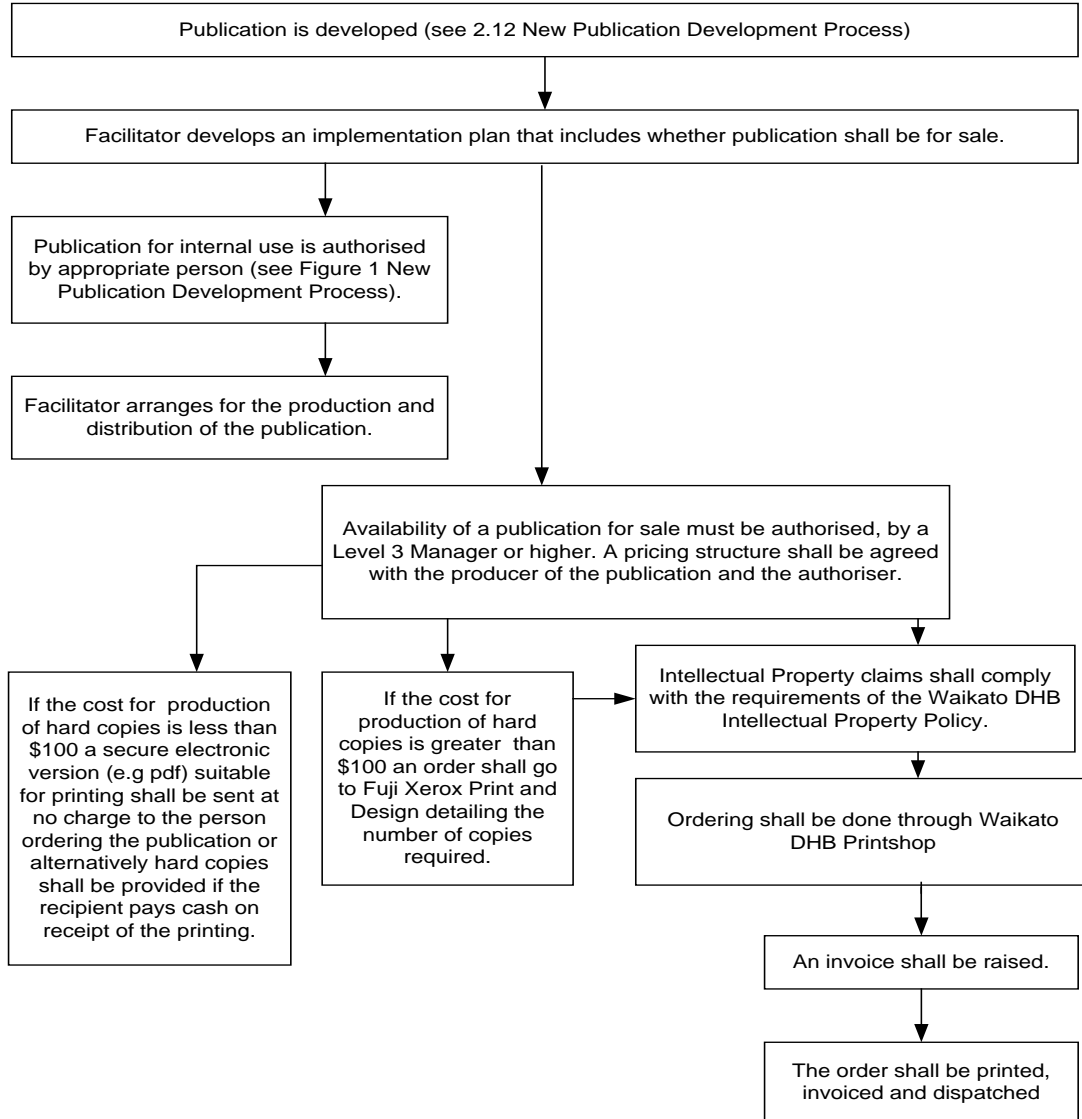 Publication is developed (see 2.12 New Publication Development Process)
Facilitator develops an implementation plan that includes whether publication shall be for sale.
Publication for internal use is authorised
by appropriate person (see Figure 1 New
Publication Development Process).
Facilitator arranges for the production and
distribution of the publication.
Availability of a publication for sale must be authorised, by a
Level 3 Manager or higher. A pricing structure shall be agreed
with the producer of the publication and the authoriser.
If the cost for  production
of hard copies is less than
$100 a secure electronic
version (e.g pdf) suitable
for printing shall be sent at
no charge to the person
ordering the publication or
alternatively hard copies
shall be provided if the
recipient pays cash on
receipt of the printing.
If the cost for
production of hard
copies is greater  than
$100 an order shall go
to Fuji Xerox Print and
Design detailing the
number of copies
required.
Intellectual Property claims shall comply
with the requirements of the Waikato DHB
Intellectual Property Policy.
Ordering shall be done through Waikato
DHB Printshop
An invoice shall be raised.
The order shall be printed,
invoiced and dispatched